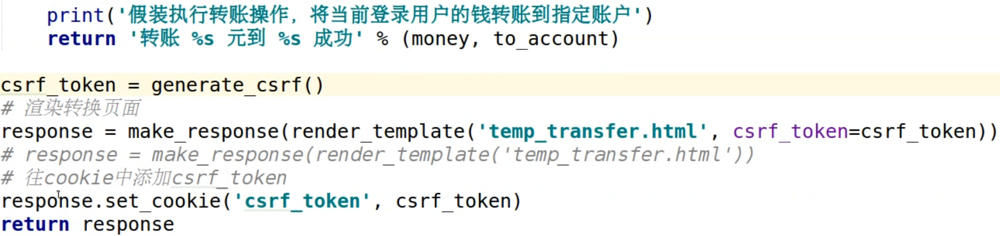 print('假装执行转账操作，将当前登录用户的钱转账到指定账户')
return '转账 %s 元到 %s 成功' % (money, to_account)
csrf_token = generate_csrf()
# 渲染转换页面
response = make_response(render_template('temp_transfer.html', csrf_token=csrf_token))
# response = make_response(render_template('temp_transfer.html'))
# 往cookie中添加csrf_token
response.set_cookie('csrf_token', csrf_token)
return response